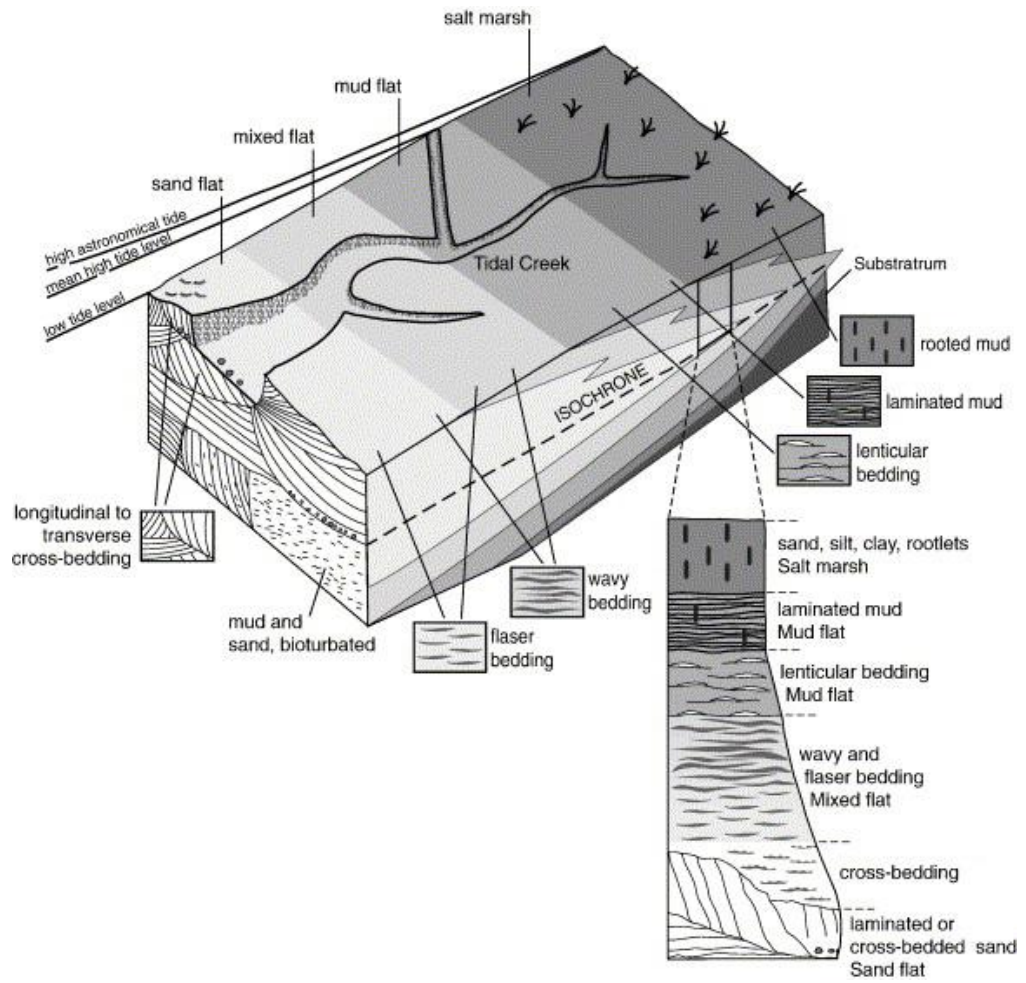 salt marsh
mud flat
mixed flat
sand flat
high astronomical tide
mean high tide level
low tide level
Tidal Creek
Substratrum
ISOCHRONE
rooted mud
laminated mud
lenticular
bedding
longitudinal to
transverse
cross-bedding
wavy
bedding
mud and
sand, bioturbated
flaser
bedding
sand, silt, clay, rootlets
Salt marsh
laminated mud
Mud flat
lenticular bedding
Mud flat
wavy and
flaser bedding
Mixed flat
cross-bedding
laminated or
cross-bedded sand
Sand flat